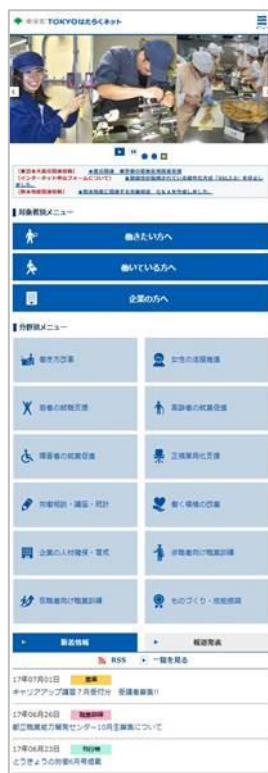 TOKYOはたらくネット
対象者別メニュー
働きたい方へ
働いている方へ
企業の方へ
分野別メニュー
働き方改革
女性の活躍推進
若者の就職支援
高齢者の就業促進
障害者の就業促進
正規雇用化支援
労働相談・講座・統計
働く環境の改善
企業の人材確保・育成
求職者向け職業訓練
在職者向け職業訓練
ものづくり・技能振興
新着情報
報道発表
RSS
一覧を見る
17年07月01日
キャリアアップ講習7月受付分 受講者募集!!
17年06月26日 職業訓練
都立職業能力開発センター10月生募集について
17年06月23日 刊行物
とうきょうの労働6月号掲載